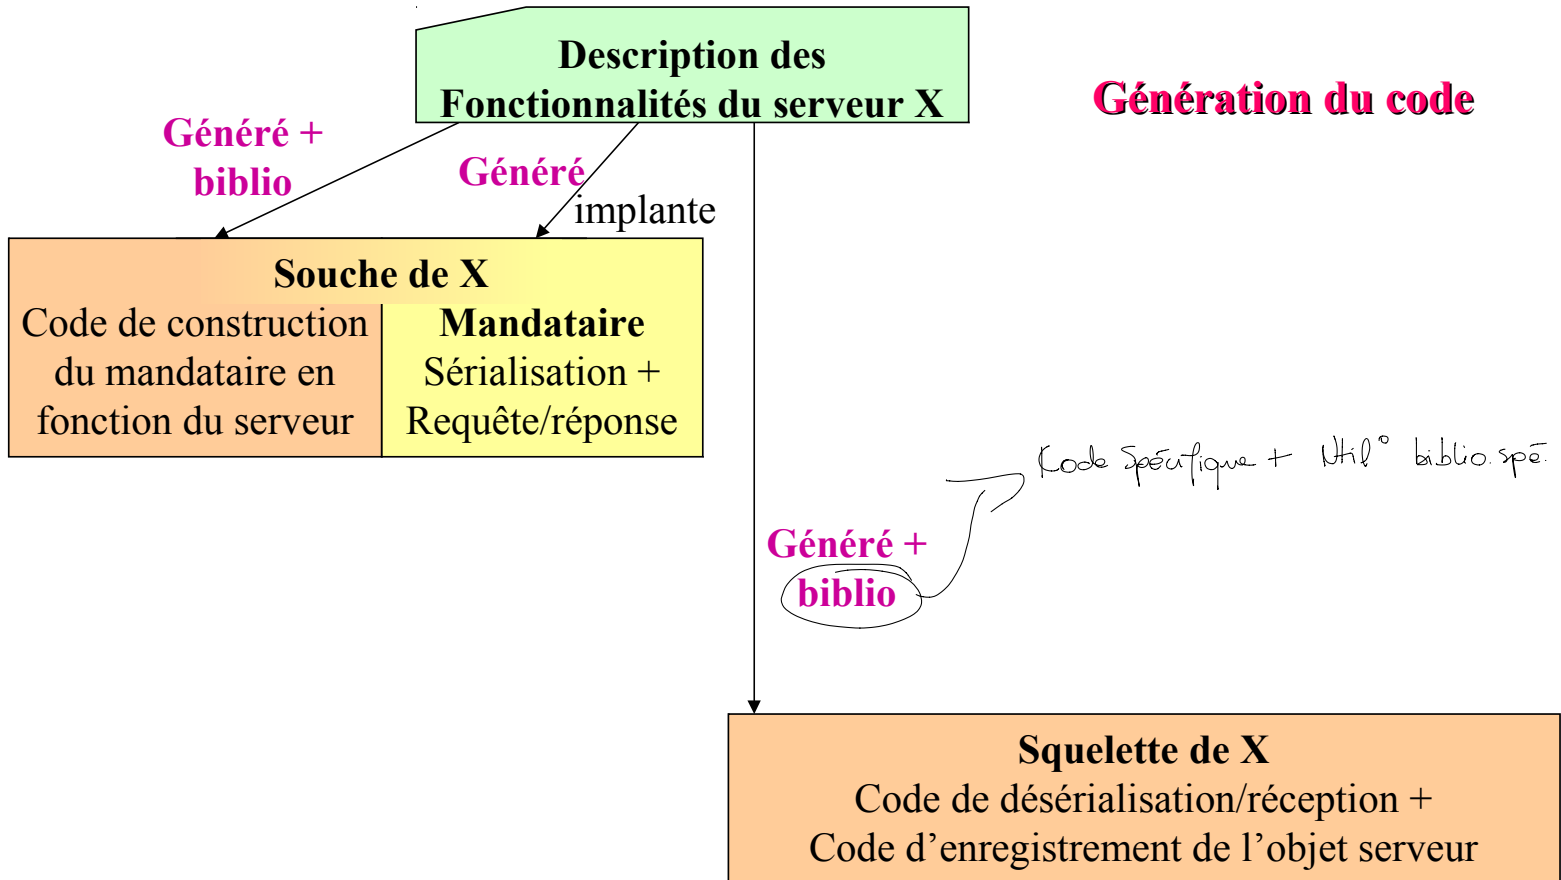 Description des
Fonctionnalités du serveur X
Génération du code
Généré +
biblio
Généré
implante
Souche de X
Code de construction
du mandataire en
fonction du serveur
Mandataire
Sérialisation +
Requête/réponse
Code Spécifique + Util° biblio. spé.
Généré +
biblio
Squelette de X
Code de désérialisation/réception +
Code d’enregistrement de l’objet serveur